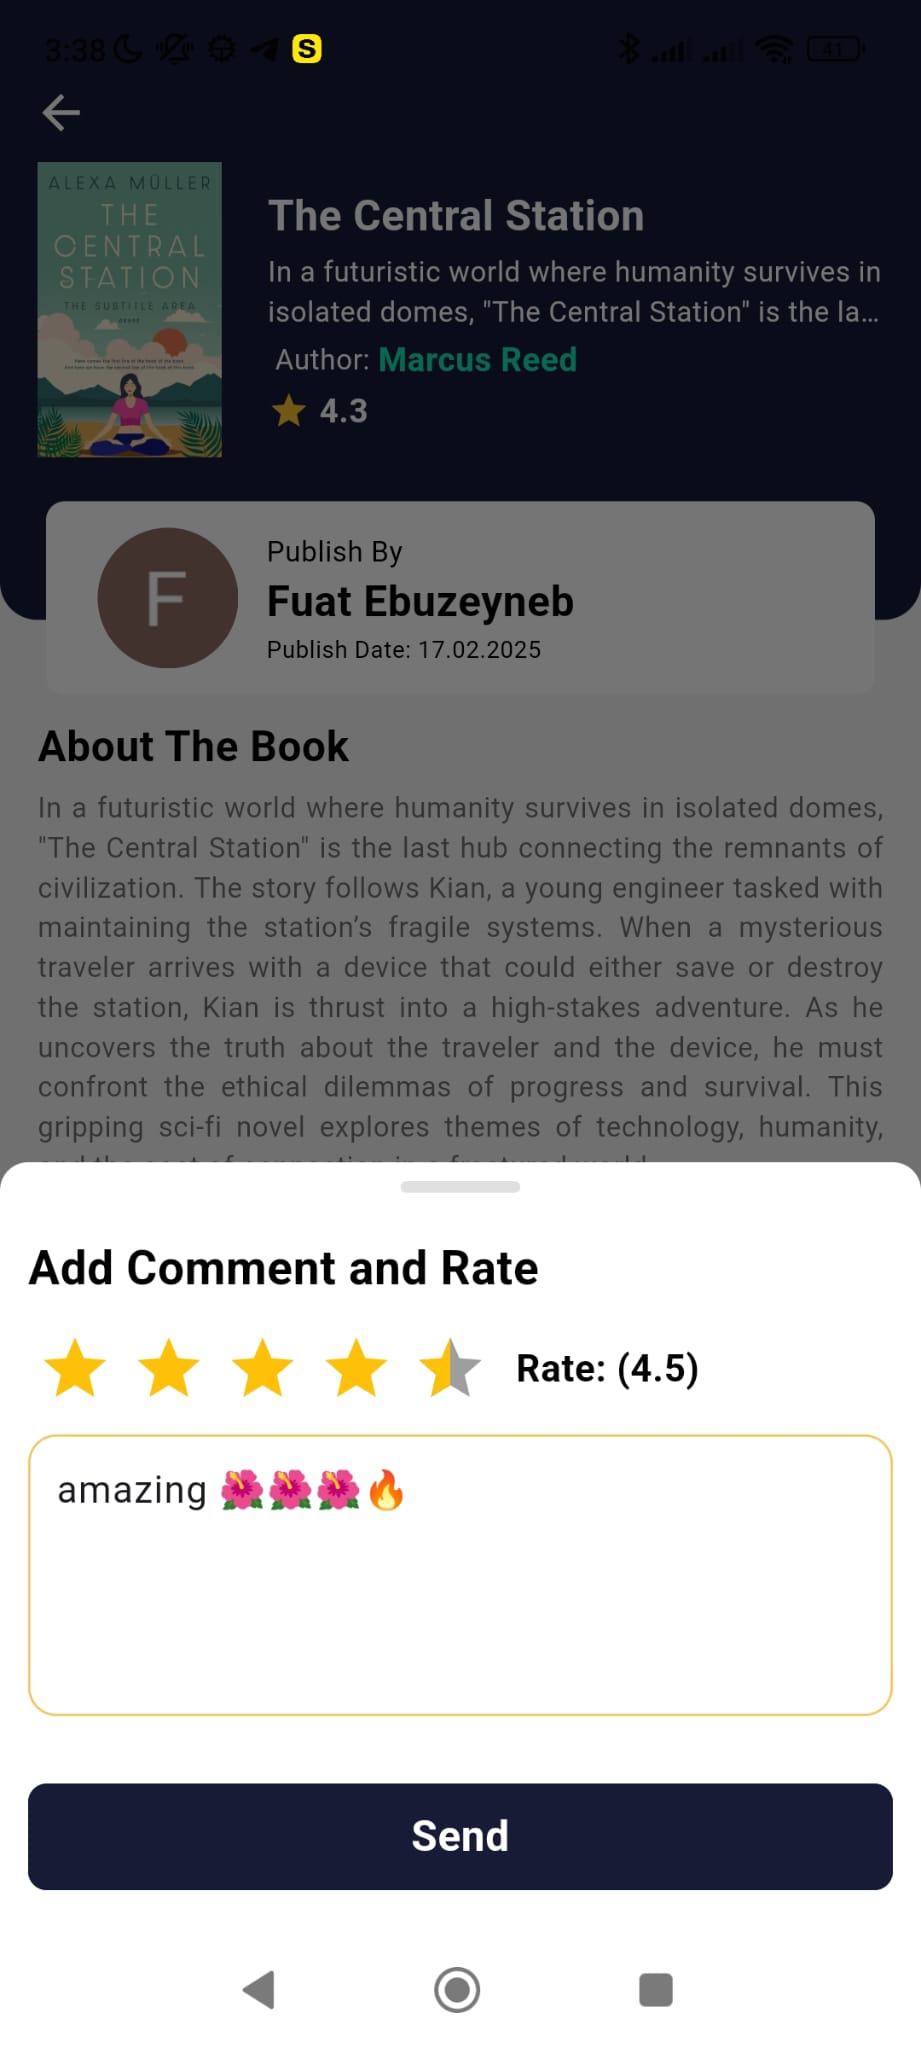 3:38
S
41
ALEXA MÜLLER
THE
CENTRAL
STATION
THE SUBTITLE AREA
The Central Station
In a futuristic world where humanity survives in
isolated domes, "The Central Station" is the la...
Author: Marcus Reed
4.3
F
Publish By
Fuat Ebuzeyneb
Publish Date: 17.02.2025
About The Book
In a futuristic world where humanity survives in isolated domes,
"The Central Station" is the last hub connecting the remnants of
civilization. The story follows Kian, a young engineer tasked with
maintaining the station’s fragile systems. When a mysterious
traveler arrives with a device that could either save or destroy
the station, Kian is thrust into a high-stakes adventure. As he
uncovers the truth about the traveler and the device, he must
confront the ethical dilemmas of progress and survival. This
gripping sci-fi novel explores themes of technology, humanity,
Add Comment and Rate
Rate: (4.5)
amazing 🌺🌺🌺🔥
Send